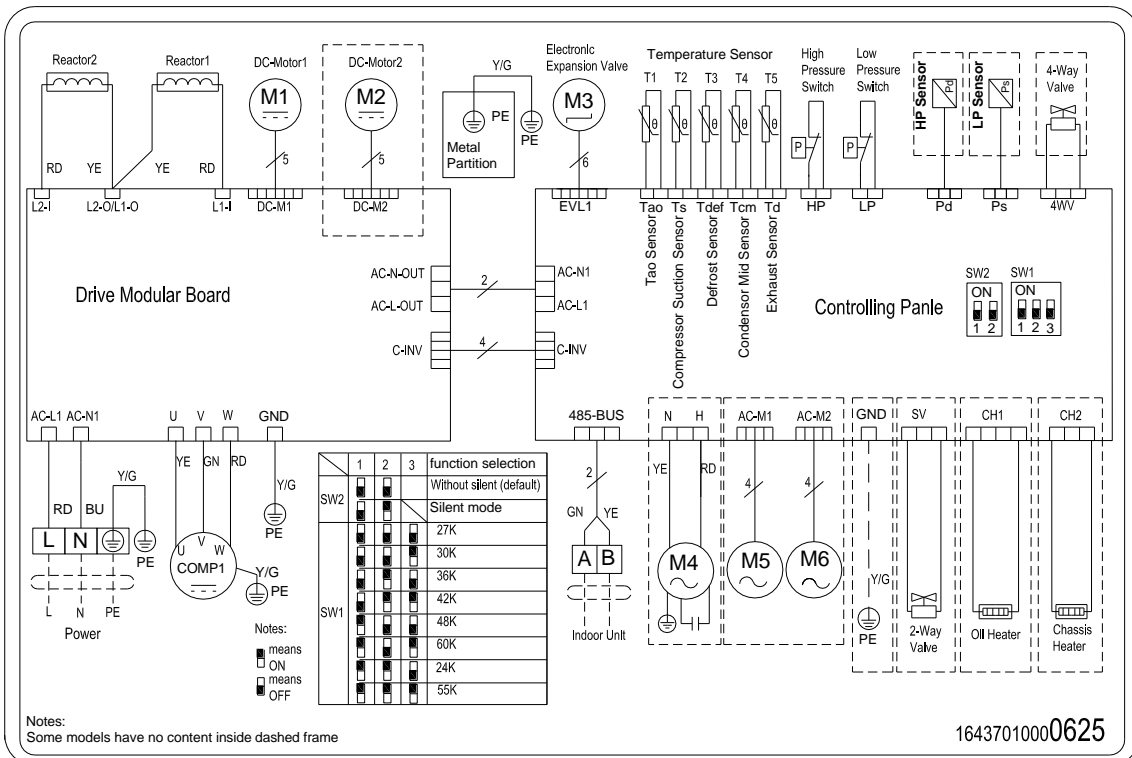 Reactor2
Reactor1
DC-Motor1
DC-Motor2
Electronic
Expansion Valve
Temperature Sensor
T1 T2 T3 T4 T5
High
Pressure
Switch
Low
Pressure
Switch
HP Sensor
Pd
LP Sensor
Ps
4-Way
Valve
M1
M2
Y/G
PE
PE
Metal
Partition
M3
θ θ θ θ θ
P
P
RD YE YE RD
5
5
6
L2-I
L2-O/L1-O
L1-I
DC-M1
DC-M2
EVL1
Tao
Ts
Tdef
Tcm
Td
HP
LP
Pd
Ps
4WV
Tao Sensor
Compressor Suction Sensor
Defrost Sensor
Condensor Mid Sensor
Exhaust Sensor
Drive Modular Board
AC-N-OUT
AC-L-OUT
C-INV
2
4
AC-N1
AC-L1
C-INV
Controlling Panle
SW2
ON
1 2
SW1
ON
1 2 3
AC-L1 AC-N1
U V W
GND
485-BUS
N H
AC-M1
AC-M2
GND
SV
CH1
CH2
YE GN RD
Y/G
PE
RD BU
Y/G
L N
PE
L N PE
Power
U V W
COMP1
Y/G
PE
Notes:
means
ON
means
OFF
1 2 3 function selection
SW2
Without silent (default)
Silent mode
SW1
27K
30K
36K
42K
48K
60K
24K
55K
2
GN YE
A B
Indoor Unit
YE RD
M4
4
M5
4
M6
Y/G
PE
2-Way
Valve
Oil Heater
Chassis
Heater
Notes:
Some models have no content inside dashed frame
16437010000625